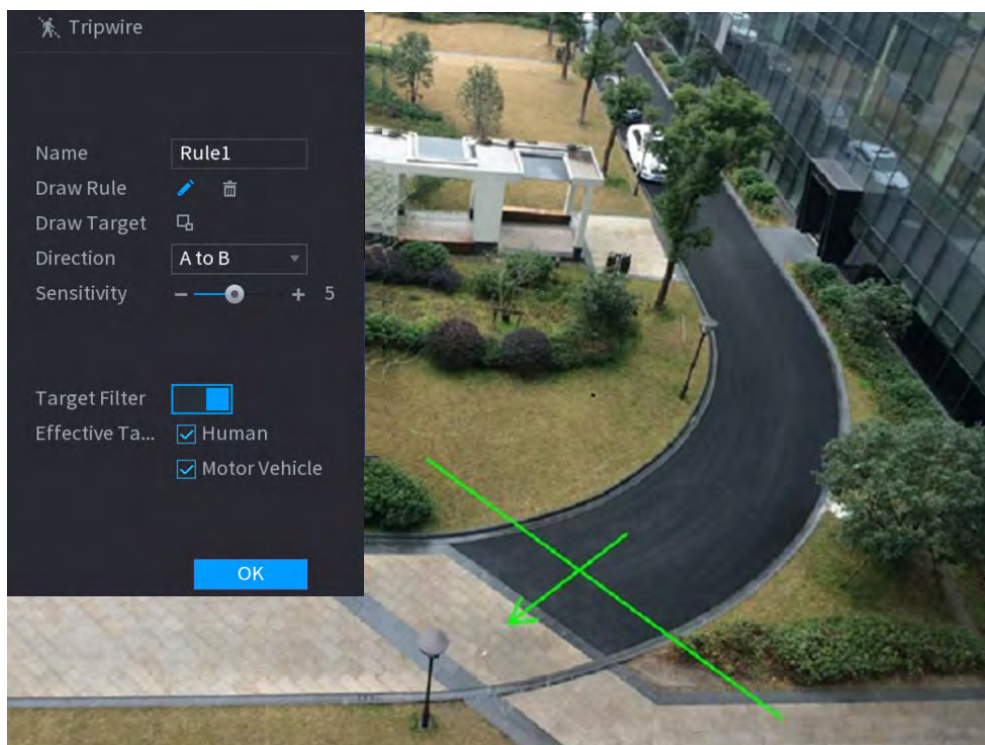 Tripwire
Name Rule1
Draw Rule
Draw Target
Direction A to B
Sensitivity − + 5
Target Filter
Effective Ta... Human
Motor Vehicle
OK